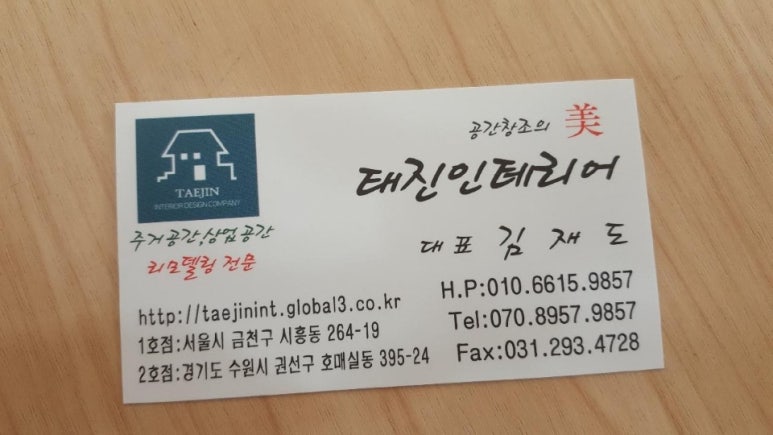 TAEJIN
INTERIOR DESIGN COMPANY
주거공간,상업공간
리모델링 전문
공간창조의 美
태진인테리어
대표 김재도
http://taejinint.global3.co.kr
1호점:서울시 금천구 시흥동 264-19
2호점:경기도 수원시 권선구 호매실동 395-24
H.P:010.6615.9857
Tel:070.8957.9857
Fax:031.293.4728